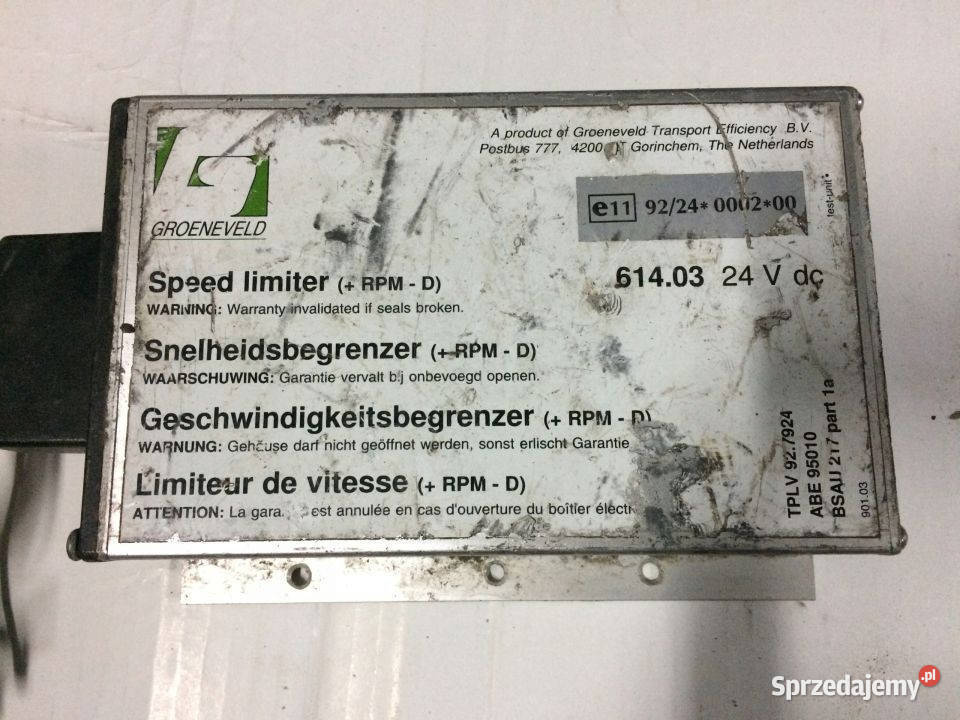 A product of Groeneveld Transport Efficiency B.V.
Postbus 777, 4200 Gorinchem, The Netherlands
GROENEVELD
e11 92/24* 0002*00
test-unit*
Speed limiter (+ RPM - D)
614.03 24 V dc
WARNING: Warranty invalidated if seals broken.
Snelheidsbegrenzer (+ RPM - D)
WAARSCHUWING: Garantie vervalt bij onbevoegd openen.
Geschwindigkeitsbegrenzer (+ RPM - D)
WARNUNG: Gehäuse darf nicht geöffnet werden, sonst erlischt Garantie
Limiteur de vitesse (+ RPM - D)
ATTENTION: La est annulée en cas d'ouverture du boîtier
TPLV 92.7924
ABE 95010
BSAU 217 part 1a
901.03
Sprzedajemy.pl